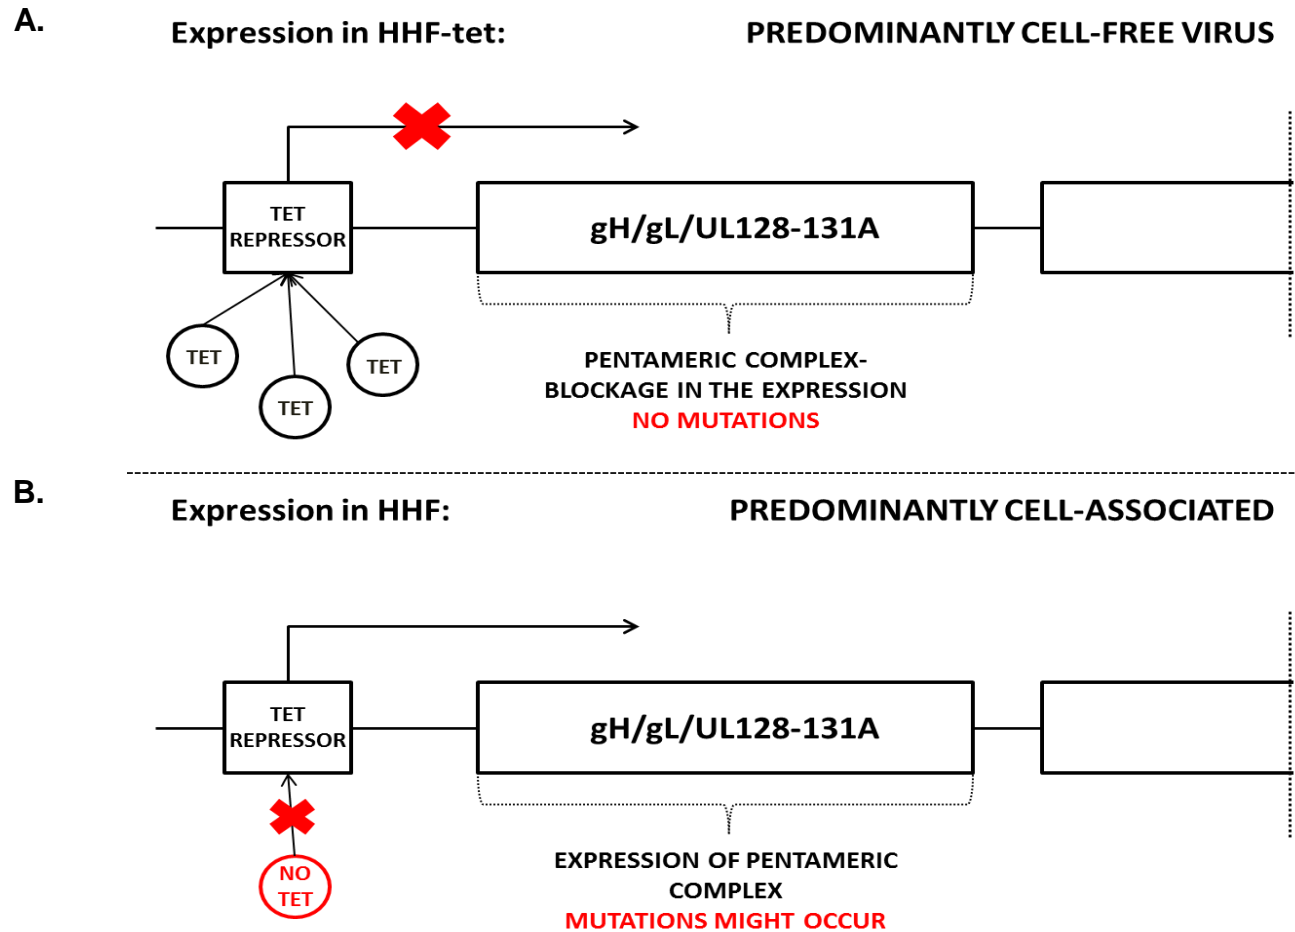 A.
Expression in HHF-tet:
PREDOMINANTLY CELL-FREE VIRUS
TET
REPRESSOR
gH/gL/UL128-131A
TET
TET
TET
PENTAMERIC COMPLEX-
BLOCKAGE IN THE EXPRESSION
NO MUTATIONS
B.
Expression in HHF:
PREDOMINANTLY CELL-ASSOCIATED
TET
REPRESSOR
gH/gL/UL128-131A
NO
TET
EXPRESSION OF PENTAMERIC
COMPLEX
MUTATIONS MIGHT OCCUR